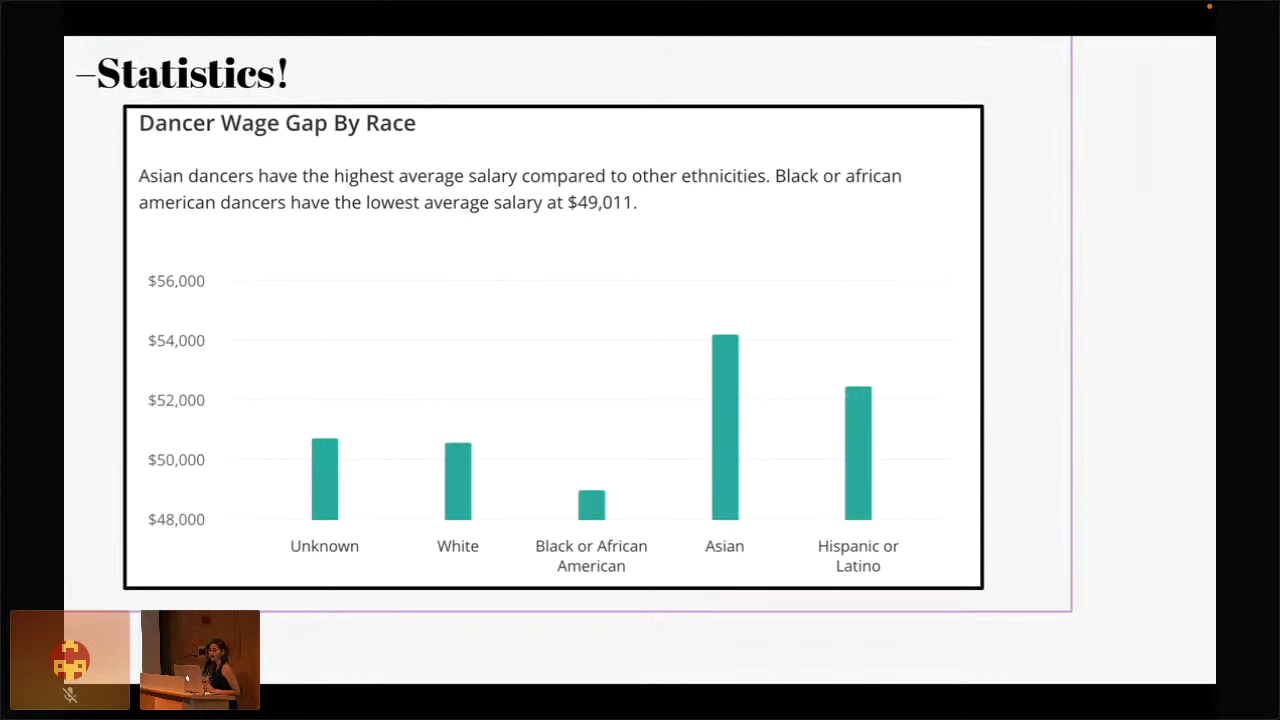 –Statistics!
Dancer Wage Gap By Race
Asian dancers have the highest average salary compared to other ethnicities. Black or african
american dancers have the lowest average salary at $49,011.
$56,000
$54,000
$52,000
$50,000
$48,000
Unknown
White
Black or African
American
Asian
Hispanic or
Latino